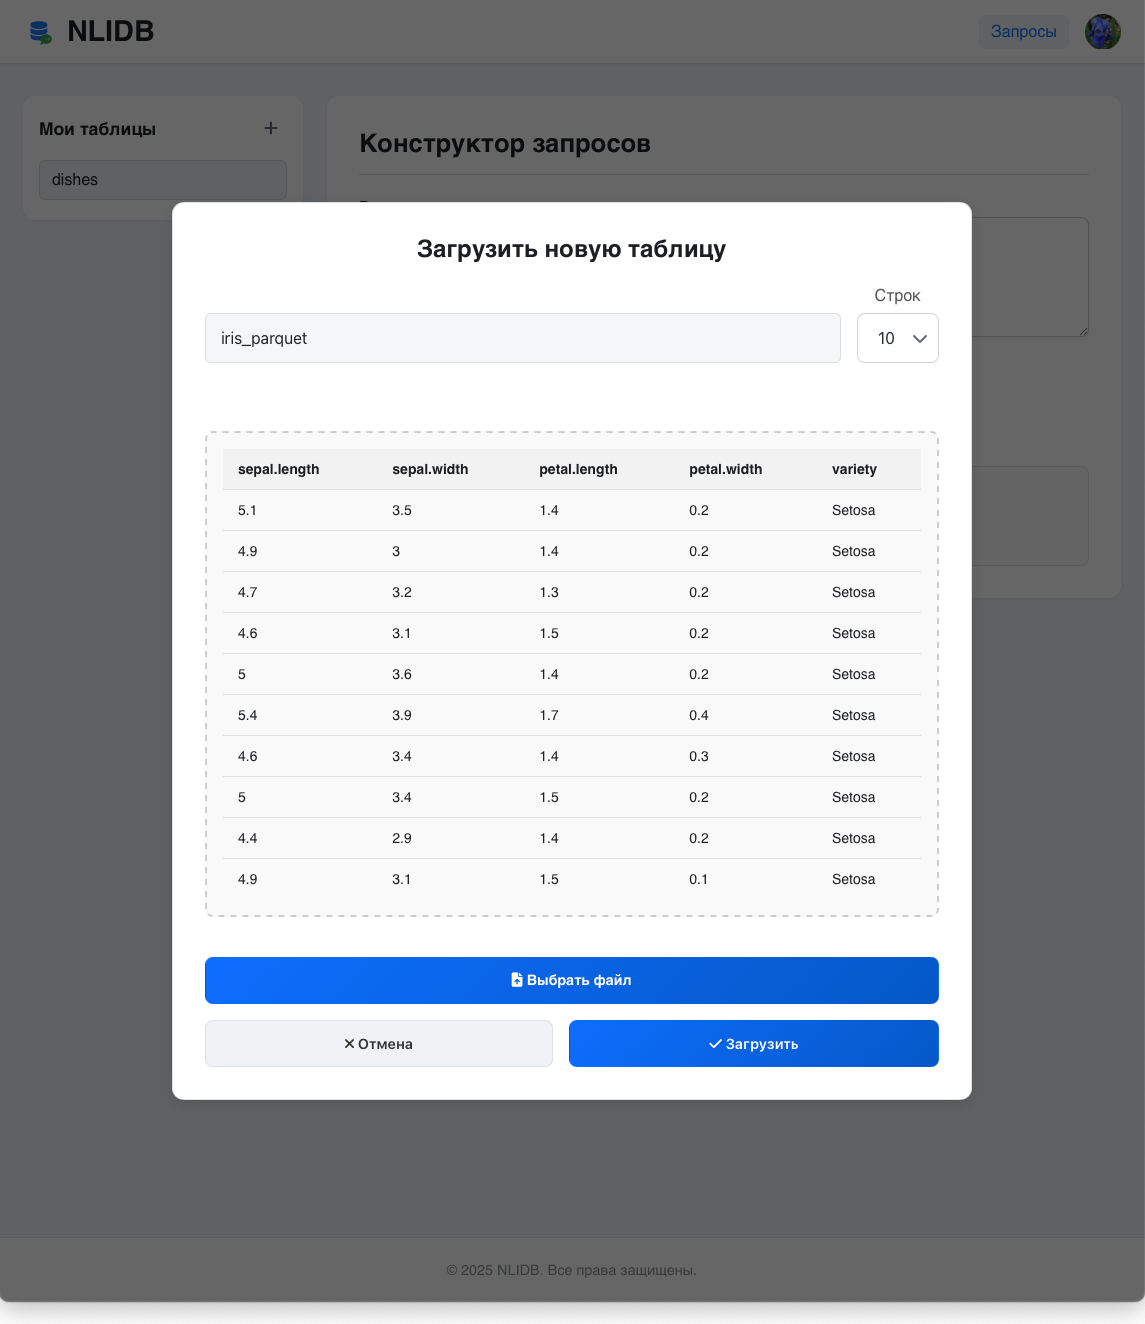 NLIDB
Запросы
Мои таблицы
dishes
Конструктор запросов
Загрузить новую таблицу
Строк
iris_parquet
10
sepal.length sepal.width petal.length petal.width variety
5.1 3.5 1.4 0.2 Setosa
4.9 3 1.4 0.2 Setosa
4.7 3.2 1.3 0.2 Setosa
4.6 3.1 1.5 0.2 Setosa
5 3.6 1.4 0.2 Setosa
5.4 3.9 1.7 0.4 Setosa
4.6 3.4 1.4 0.3 Setosa
5 3.4 1.5 0.2 Setosa
4.4 2.9 1.4 0.2 Setosa
4.9 3.1 1.5 0.1 Setosa
Выбрать файл
Отмена
Загрузить
© 2025 NLIDB. Все права защищены.